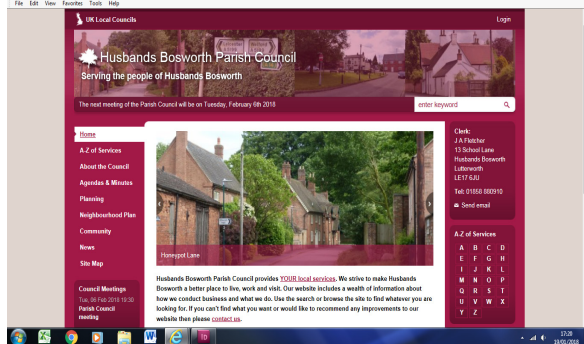 File Edit View Favorites Tools Help
UK Local Councils
Login
Husbands Bosworth Parish Council
Serving the people of Husbands Bosworth
The next meeting of the Parish Council will be on Tuesday, February 6th 2018
enter keyword
Home
A-Z of Services
About the Council
Agendas & Minutes
Planning
Neighbourhood Plan
Community
News
Site Map
Council Meetings
Tue, 06 Feb 2018 19:30
Parish Council
meeting
Honeypot Lane
Husbands Bosworth Parish Council provides YOUR local services. We strive to make Husbands
Bosworth a better place to live, work and visit. Our website includes a wealth of information about
how we conduct business and what we do. Use the search or browse the site to find whatever you are
looking for. If you can't find what you want or would like to recommend any improvements to our
website then please contact us.
Clerk:
J A Fletcher
13 School Lane
Husbands Bosworth
Lutterworth
LE17 6JU
Tel: 01858 880910
Send email
A-Z of Services
A B C D
E F G H
I J K L
M N O P
Q R S T
U V W X
Y Z
17:20
19/01/2018